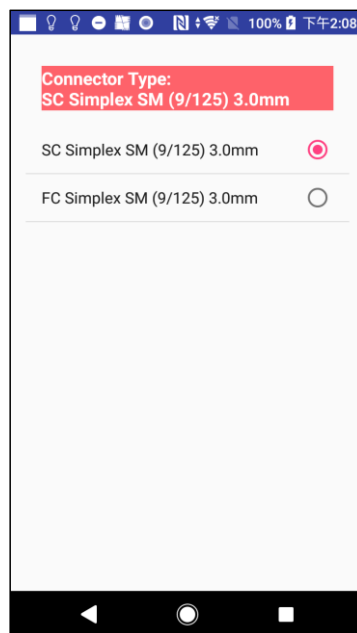 100% 下午2:08
Connector Type:
SC Simplex SM (9/125) 3.0mm
SC Simplex SM (9/125) 3.0mm
FC Simplex SM (9/125) 3.0mm